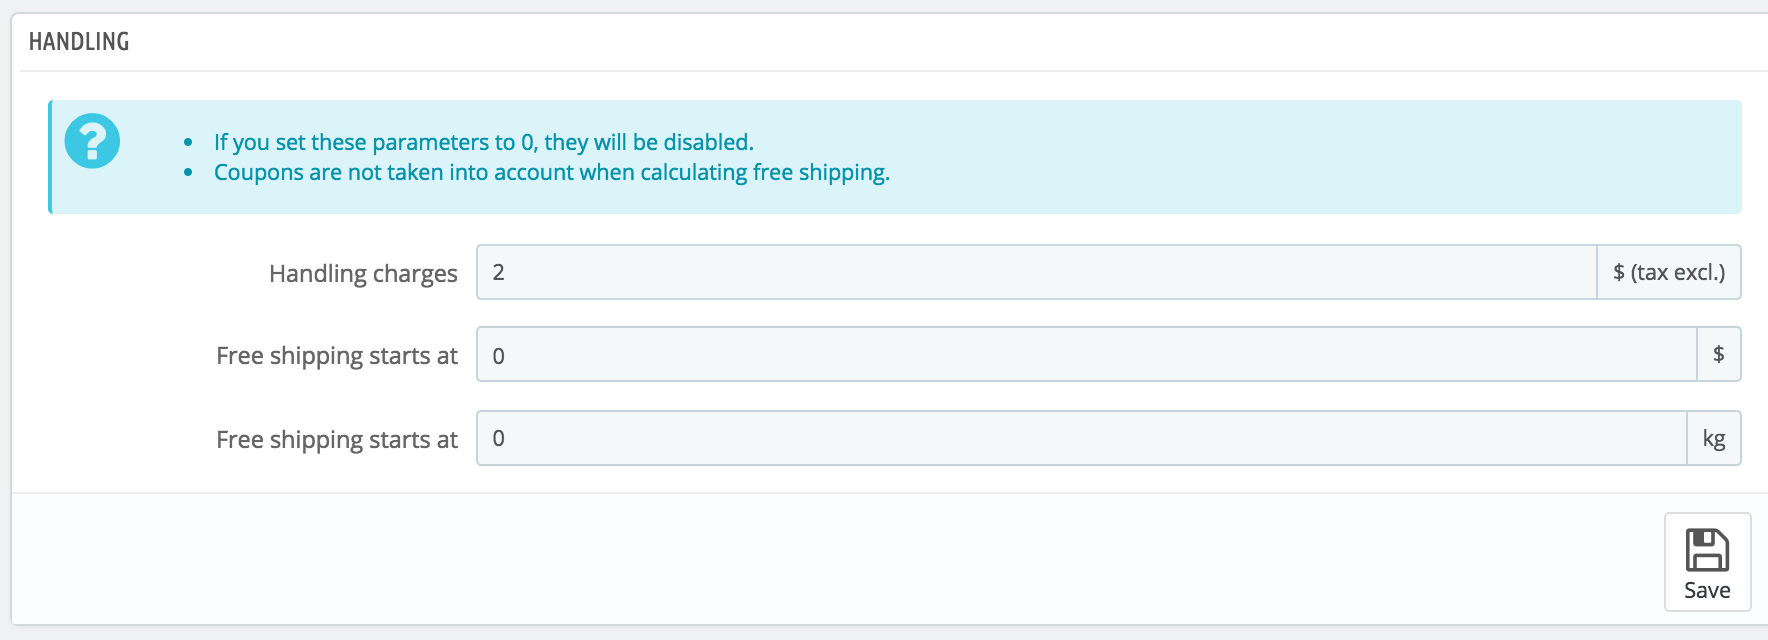 HANDLING
?
• If you set these parameters to 0, they will be disabled.
• Coupons are not taken into account when calculating free shipping.
Handling charges 2 $ (tax excl.)
Free shipping starts at 0 $
Free shipping starts at 0 kg
Save